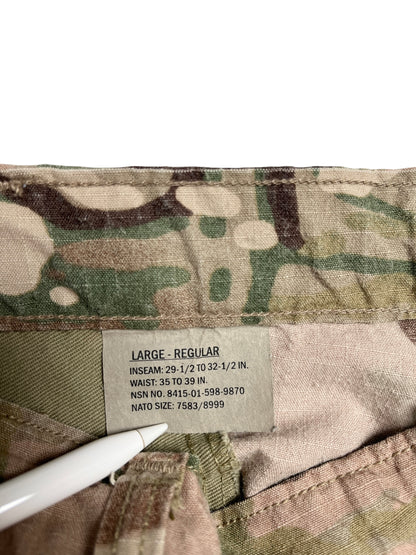 LARGE - REGULAR
INSEAM: 29-1/2 TO 32-1/2 IN.
WAIST: 35 TO 39 IN.
NSN NO. 8415-01-598-9870
NATO SIZE: 7583/8999